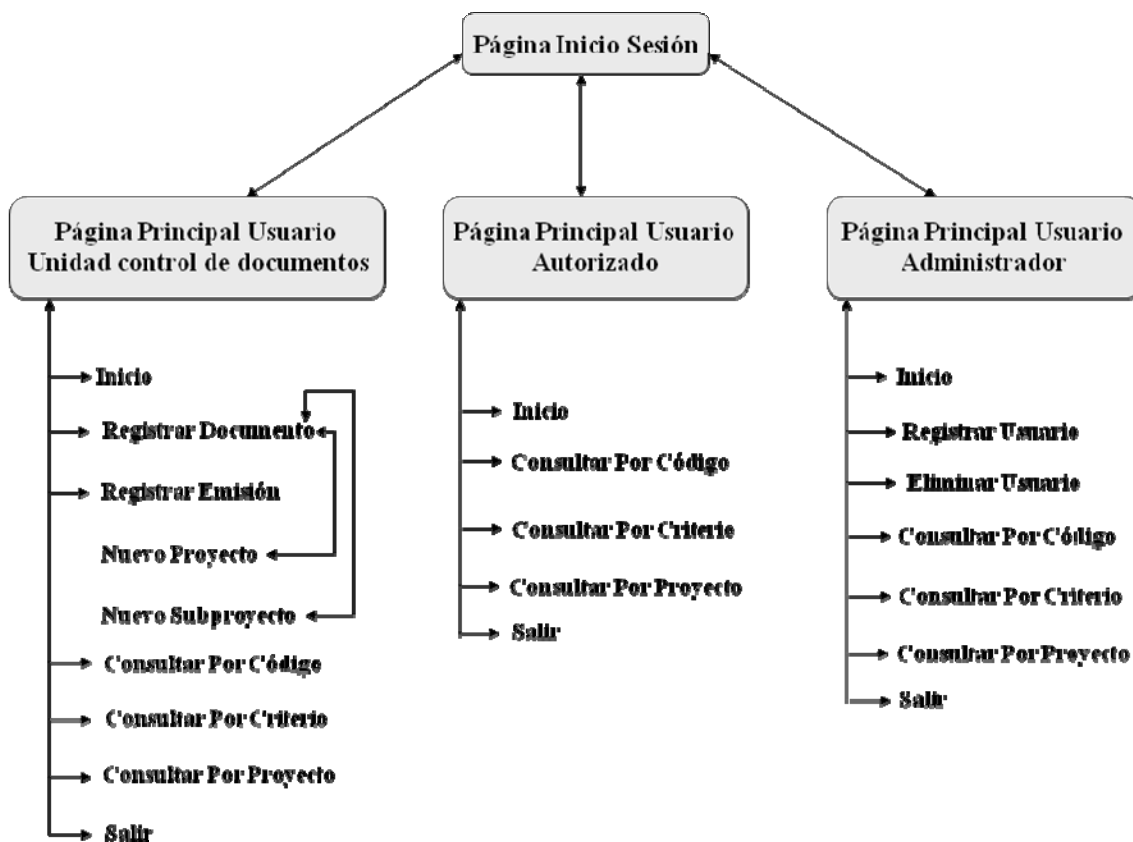 Página Inicio Sesión
Página Principal Usuario
Unidad control de documentos
Inicio
Registrar Documento
Registrar Emisión
Nuevo Proyecto
Nuevo Subproyecto
Consultar Por Código
Consultar Por Criterio
Consultar Por Proyecto
Salir
Página Principal Usuario
Autorizado
Inicio
Consultar Por Código
Consultar Por Criterio
Consultar Por Proyecto
Salir
Página Principal Usuario
Administrador
Inicio
Registrar Usuario
Eliminar Usuario
Consultar Por Código
Consultar Por Criterio
Consultar Por Proyecto
Salir